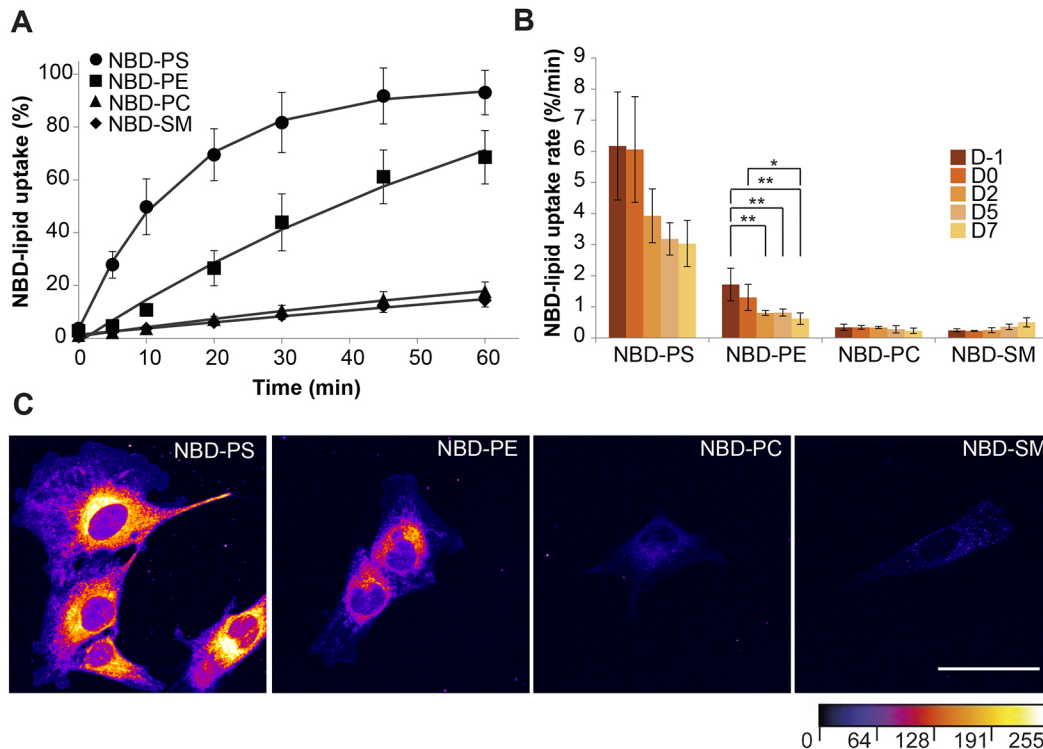 A
NBD-PS
NBD-PE
NBD-PC
NBD-SM
NBD-lipid uptake (%)
100
80
60
40
20
0
0 10 20 30 40 50 60
Time (min)
B
NBD-lipid uptake rate (%/min)
9
8
7
6
5
4
3
2
1
0
*
**
**
**
D-1
D0
D2
D5
D7
NBD-PS NBD-PE NBD-PC NBD-SM
C
NBD-PS
NBD-PE
NBD-PC
NBD-SM
0 64 128 191 255